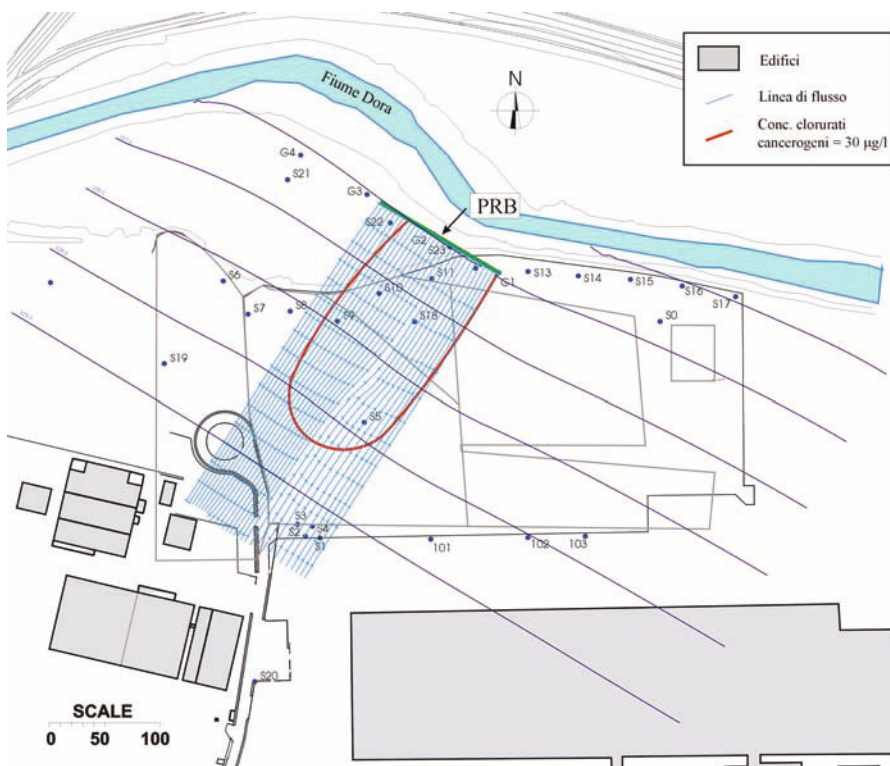 Edifici
Linea di flusso
Conc. clorurati
cancerogeni = 30 µg/l
Fiume Dora
N
PRB
G4
S21
G3
S22
G2
S23
G1
S11
S13
S14
S15
S16
S17
S6
S10
S7
S8
S9
S18
S0
S19
S5
S3
S4
S2
S1
101
102
103
S20
SCALE
0 50 100